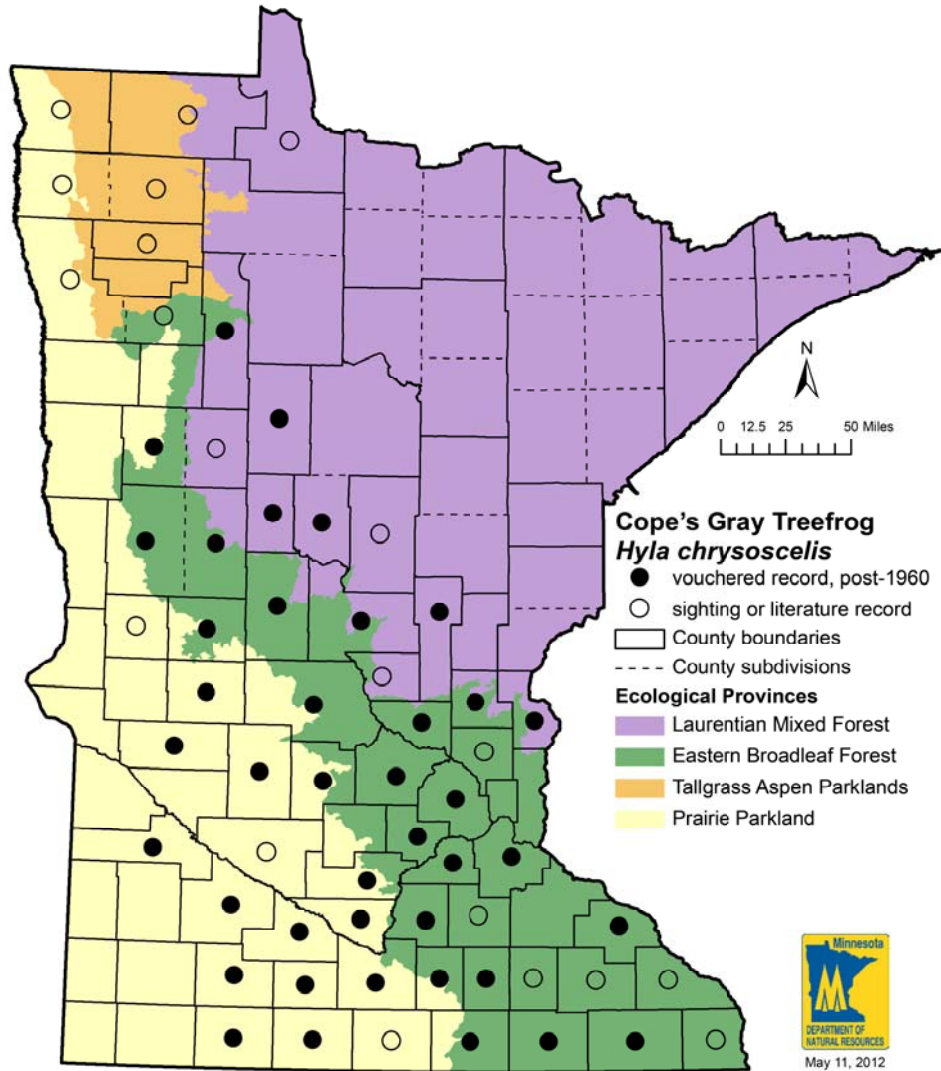 N
0 12.5 25 50 Miles
Cope's Gray Treefrog
Hyla chrysoscelis
vouchered record, post-1960
sighting or literature record
County boundaries
County subdivisions
Ecological Provinces
Laurentian Mixed Forest
Eastern Broadleaf Forest
Tallgrass Aspen Parklands
Prairie Parkland
Minnesota
M
DEPARTMENT OF
NATURAL RESOURCES
May 11, 2012